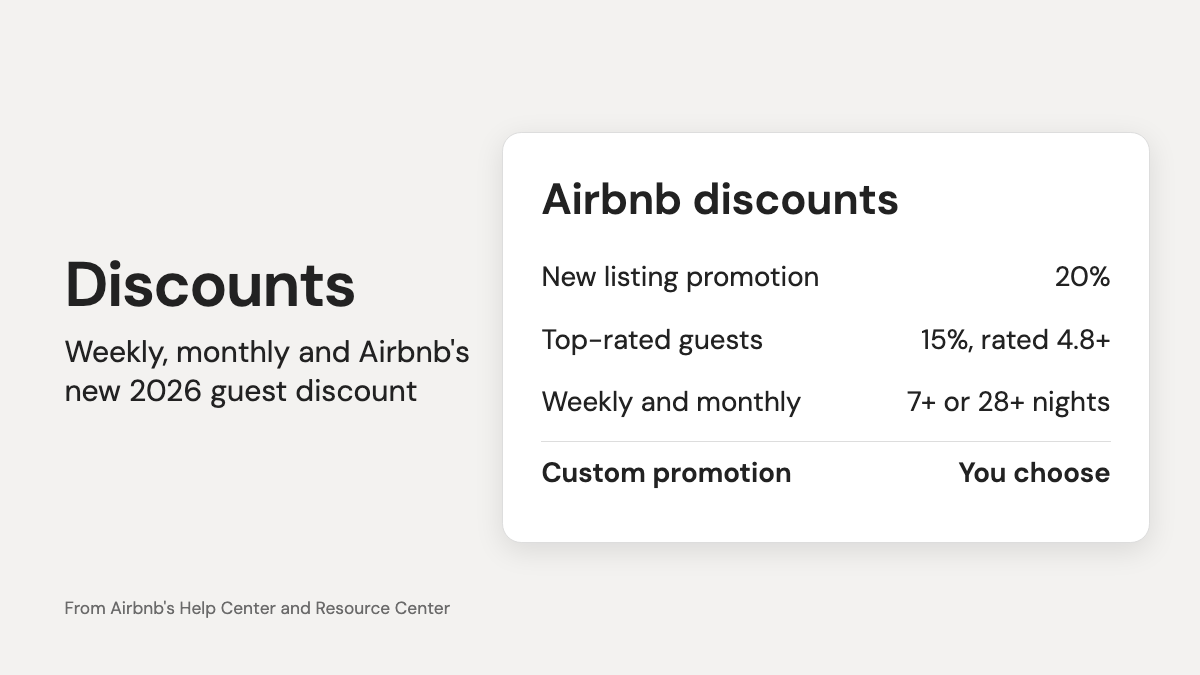 Discounts
Weekly, monthly and Airbnb's
new 2026 guest discount
From Airbnb's Help Center and Resource Center
Airbnb discounts
New listing promotion 20%
Top-rated guests 15%, rated 4.8+
Weekly and monthly 7+ or 28+ nights
Custom promotion You choose